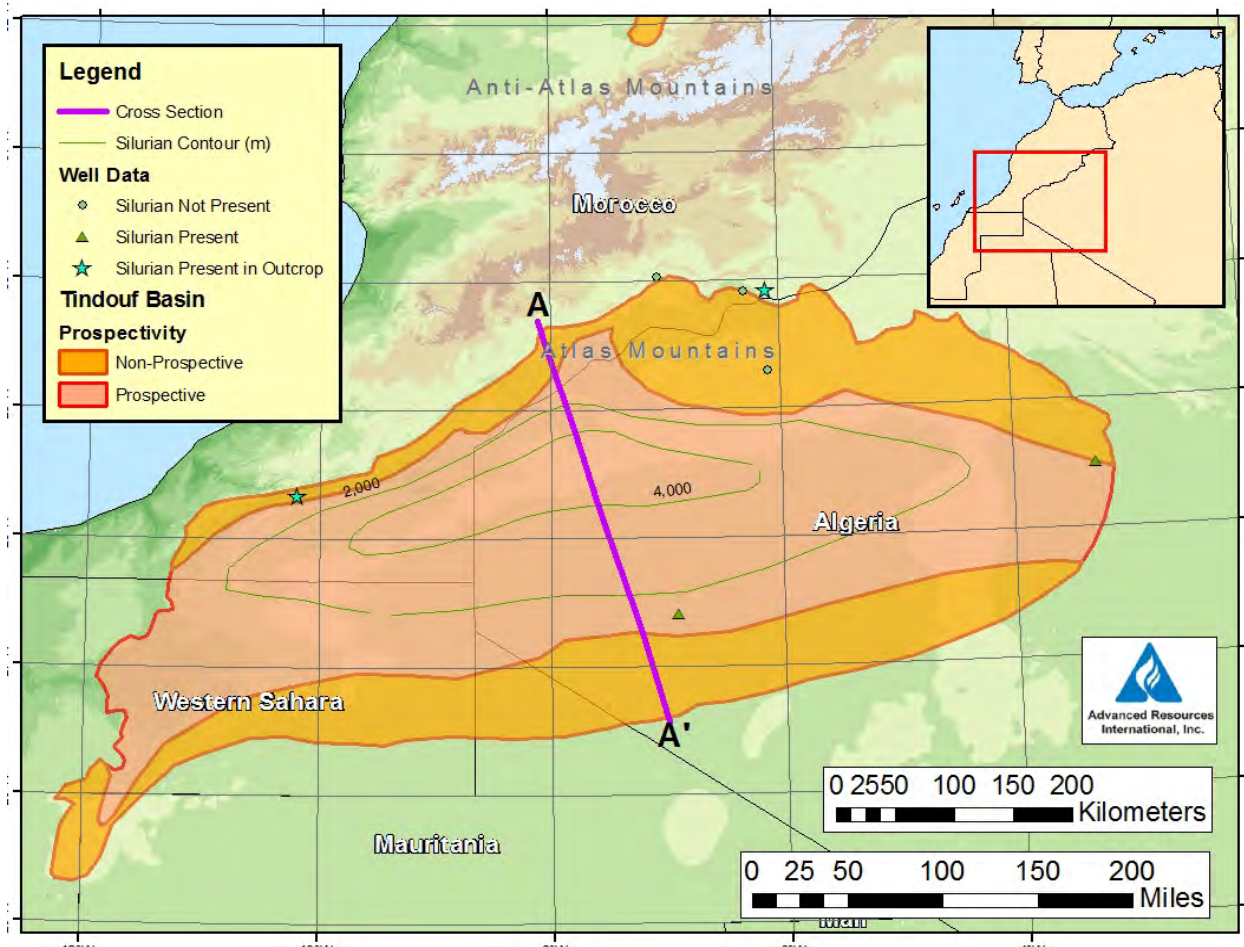 Legend
Cross Section
Silurian Contour (m)
Well Data
Silurian Not Present
Silurian Present
Silurian Present in Outcrop
Tindouf Basin
Prospectivity
Non-Prospective
Prospective
Anti-Atlas Mountains
Morocco
A
Atlas Mountains
2,000
4,000
Algeria
Western Sahara
A'
Advanced Resources
International, Inc.
0 25 50 100 150 200
Kilometers
Mauritania
0 25 50 100 150 200
Miles
Mali